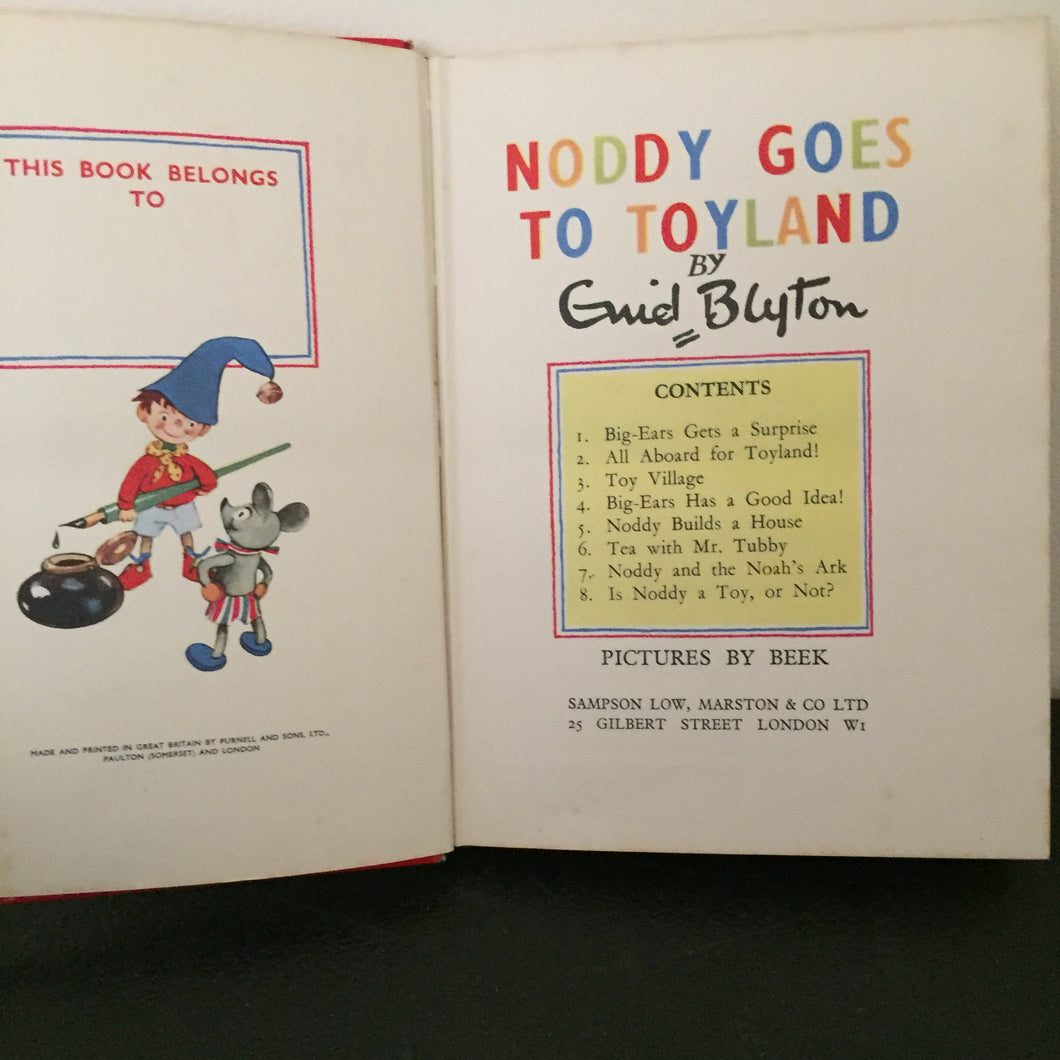 THIS BOOK BELONGS
TO
MADE AND PRINTED IN GREAT BRITAIN BY PURNELL AND SONS, LTD.,
PAULTON (SOMERSET) AND LONDON
NODDY GOES
TO TOYLAND
BY
Enid Blyton
CONTENTS
1. Big-Ears Gets a Surprise
2. All Aboard for Toyland!
3. Toy Village
4. Big-Ears Has a Good Idea!
5. Noddy Builds a House
6. Tea with Mr. Tubby
7. Noddy and the Noah's Ark
8. Is Noddy a Toy, or Not?
PICTURES BY BEEK
SAMPSON LOW, MARSTON & CO LTD
25 GILBERT STREET LONDON W1